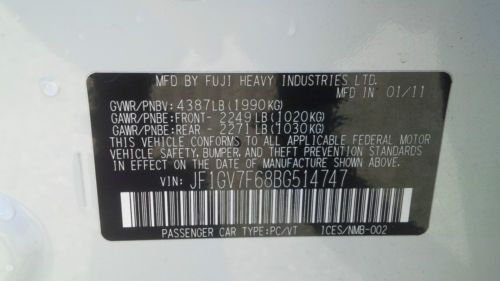 MFD BY FUJI HEAVY INDUSTRIES LTD.
MFD IN 01/11
GVWR/PNBV: 4387LB(1990KG)
GAWR/PNBE:FRONT- 2249LB(1020KG)
GAWR/PNBE:REAR - 2271LB(1030KG)
THIS VEHICLE CONFORMS TO ALL APPLICABLE FEDERAL MOTOR
VEHICLE SAFETY, BUMPER, AND THEFT PREVENTION STANDARDS
IN EFFECT ON THE DATE OF MANUFACTURE SHOWN ABOVE.
VIN: JF1GV7F68BG514747
PASSENGER CAR TYPE:PC/VT 1CES/NMB-002